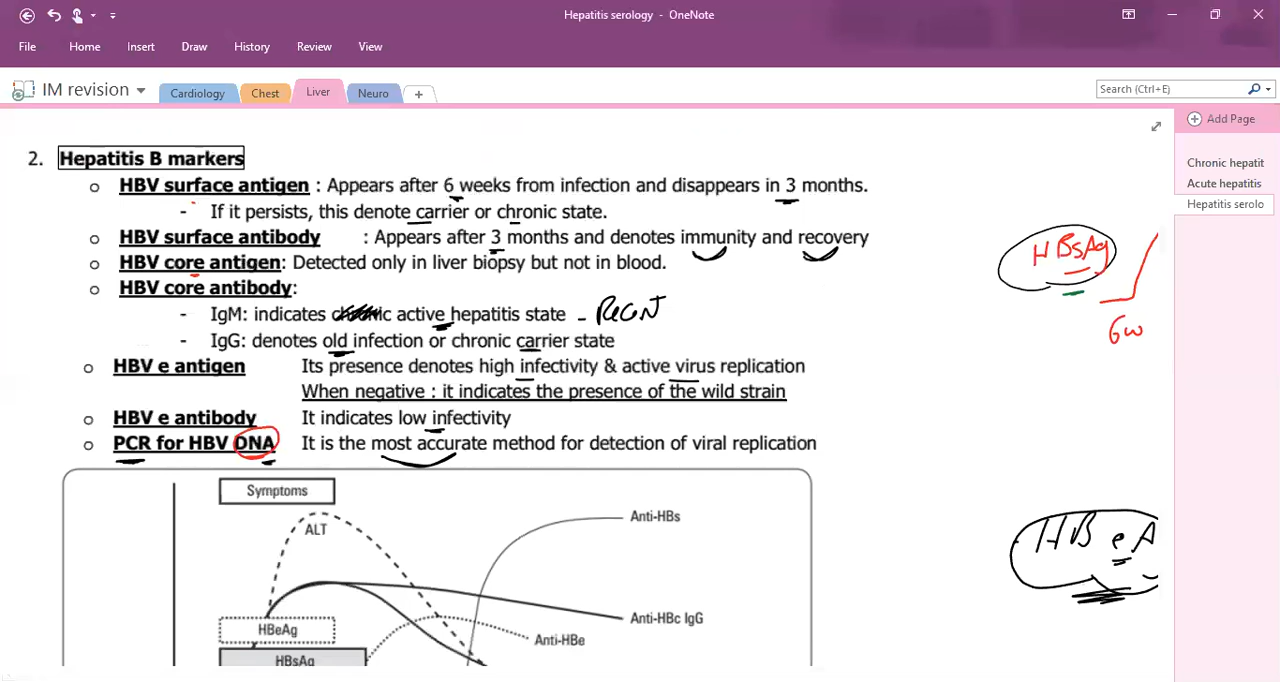 Hepatitis serology - OneNote
File Home Insert Draw History Review View
IM revision Cardiology Chest Liver Neuro
Search (Ctrl+E)
Add Page
Chronic hepatit
Acute hepatitis
Hepatitis serolo
2. Hepatitis B markers
o HBV surface antigen : Appears after 6 weeks from infection and disappears in 3 months.
- If it persists, this denote carrier or chronic state.
o HBV surface antibody : Appears after 3 months and denotes immunity and recovery
o HBV core antigen: Detected only in liver biopsy but not in blood.
o HBV core antibody:
- IgM: indicates active hepatitis state - Recent
- IgG: denotes old infection or chronic carrier state
o HBV e antigen Its presence denotes high infectivity & active virus replication
When negative : it indicates the presence of the wild strain
o HBV e antibody It indicates low infectivity
o PCR for HBV DNA It is the most accurate method for detection of viral replication
HBsAg
6w
HBeA
Symptoms
ALT
Anti-HBs
Anti-HBc IgG
HBeAg
Anti-HBe
HBsAg